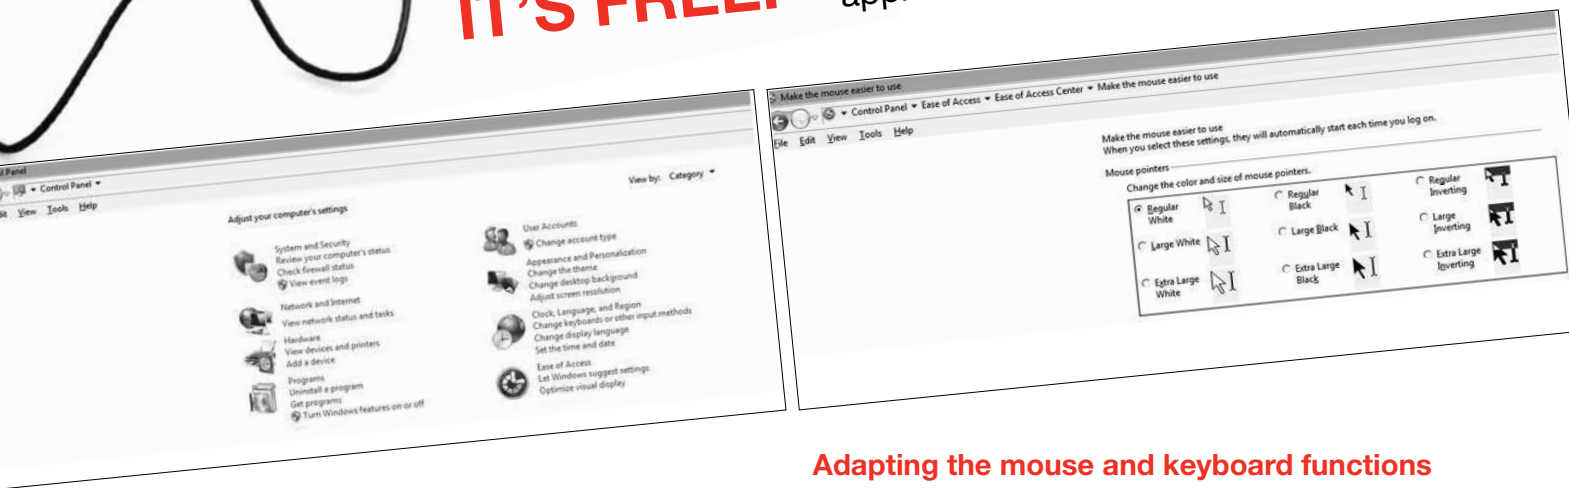 IT'S FREE!
Control Panel
File Edit View Tools Help
View by: Category
Adjust your computer's settings
System and Security
Review your computer's status
Check firewall status
View event logs
Network and Internet
View network status and tasks
Hardware
View devices and printers
Add a device
Programs
Uninstall a program
Get programs
Turn Windows features on or off
User Accounts
Change account type
Appearance and Personalization
Change the theme
Change desktop background
Adjust screen resolution
Clock, Language, and Region
Change keyboards or other input methods
Change display language
Set the time and date
Ease of Access
Let Windows suggest settings
Optimize visual display
Make the mouse easier to use
Control Panel Ease of Access Ease of Access Center Make the mouse easier to use
File Edit View Tools Help
Make the mouse easier to use
When you select these settings, they will automatically start each time you log on.
Mouse pointers
Change the color and size of mouse pointers.
Regular White
Regular Black
Regular Inverting
Large White
Large Black
Large Inverting
Extra Large White
Extra Large Black
Extra Large Inverting
Adapting the mouse and keyboard functions